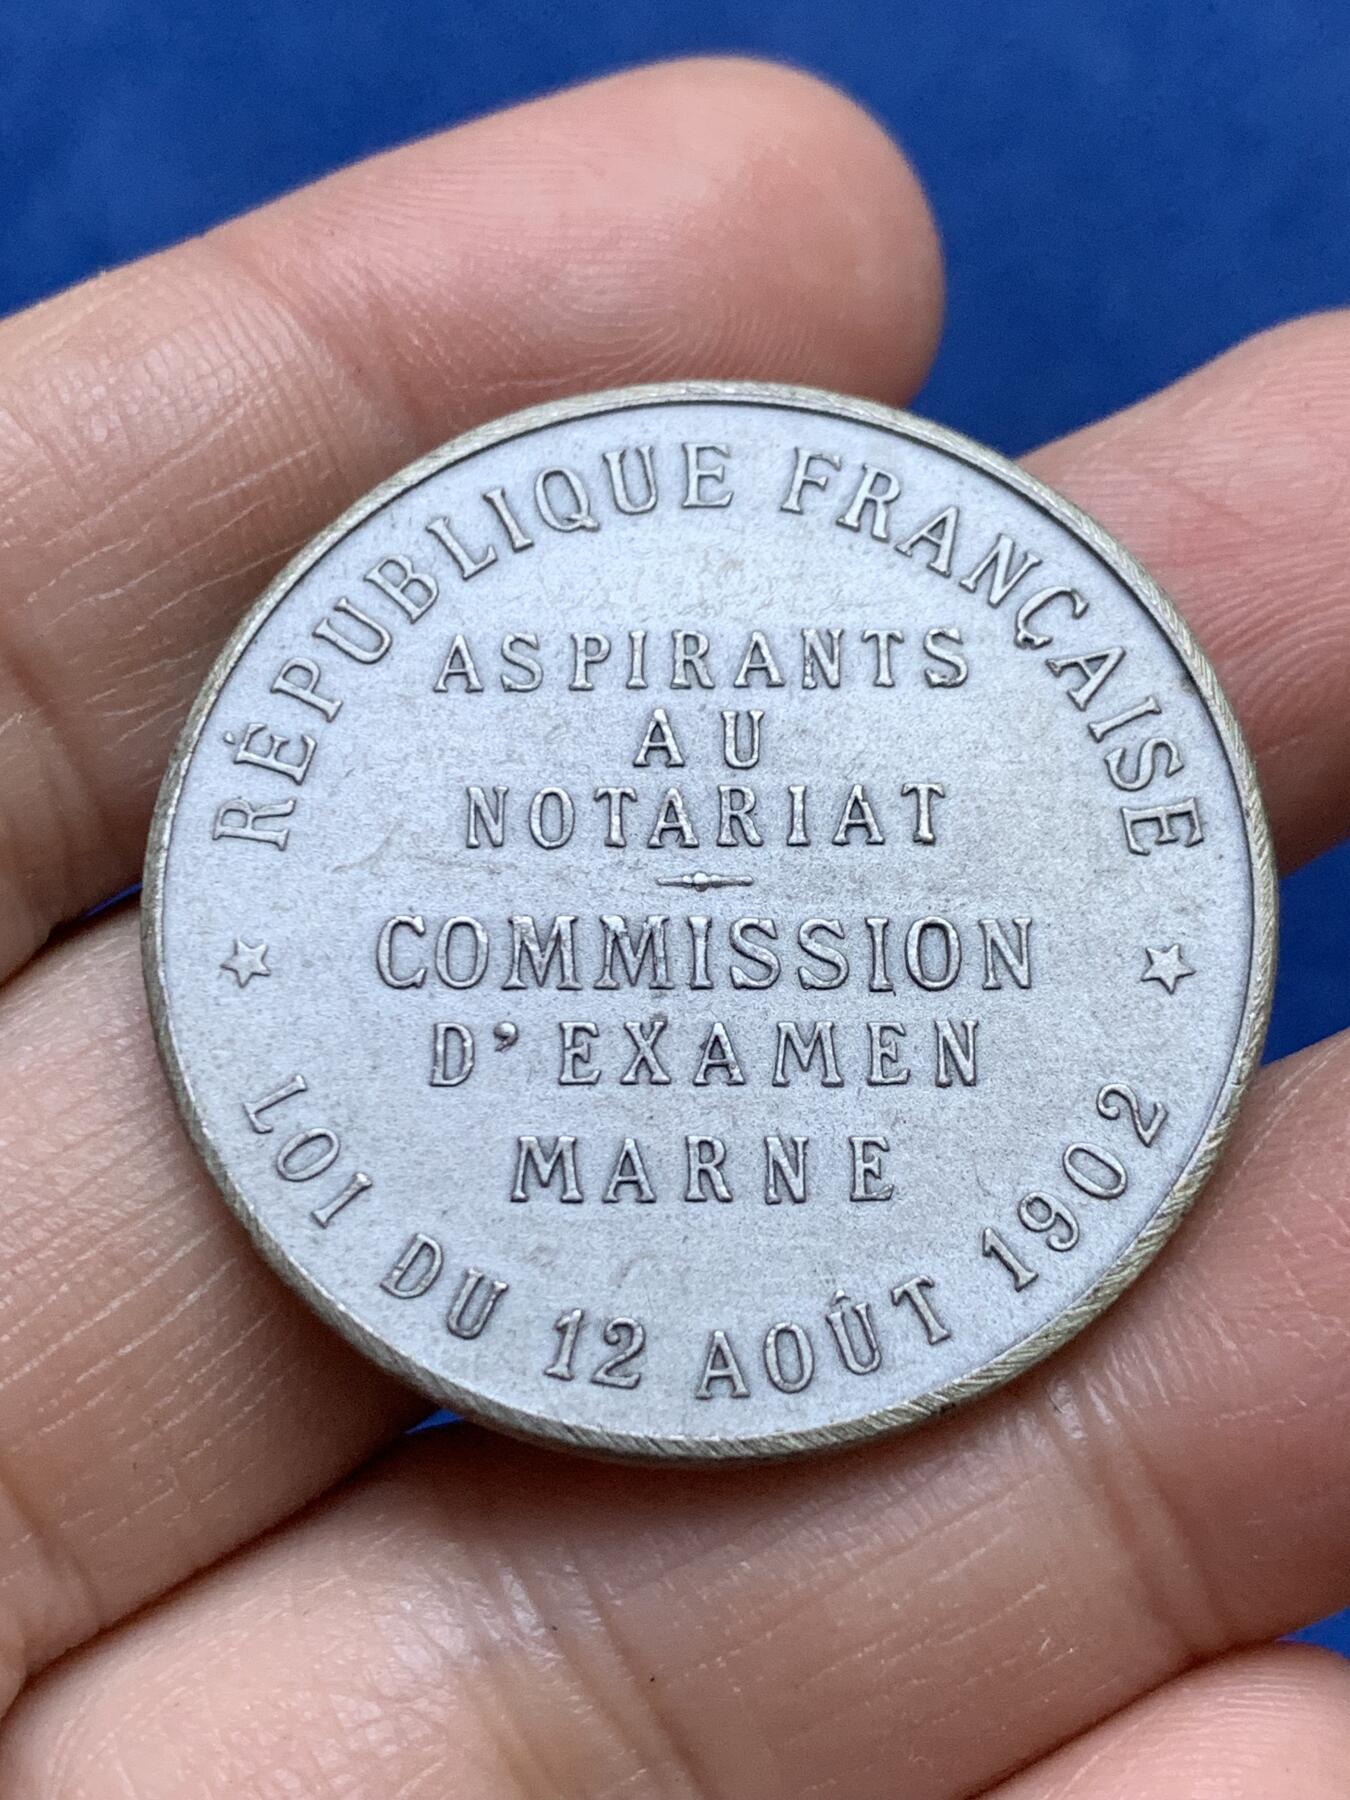 RÉPUBLIQUE FRANÇAISE
ASPIRANTS
AU
NOTARIAT
COMMISSION
D'EXAMEN
MARNE
LOI DU 12 AOÛT 1902